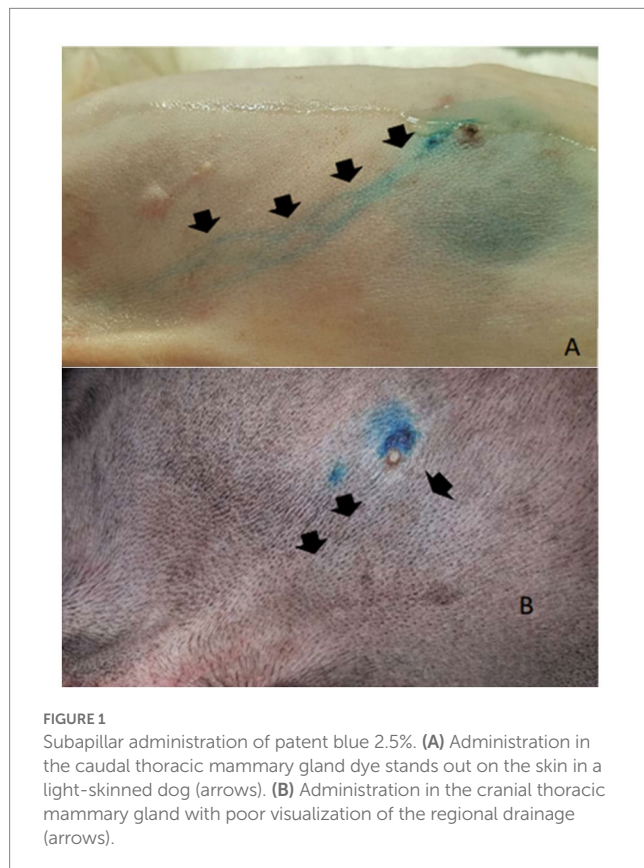 A
B
FIGURE 1
Subapillar administration of patent blue 2.5%. (A) Administration in
the caudal thoracic mammary gland dye stands out on the skin in a
light-skinned dog (arrows). (B) Administration in the cranial thoracic
mammary gland with poor visualization of the regional drainage
(arrows).